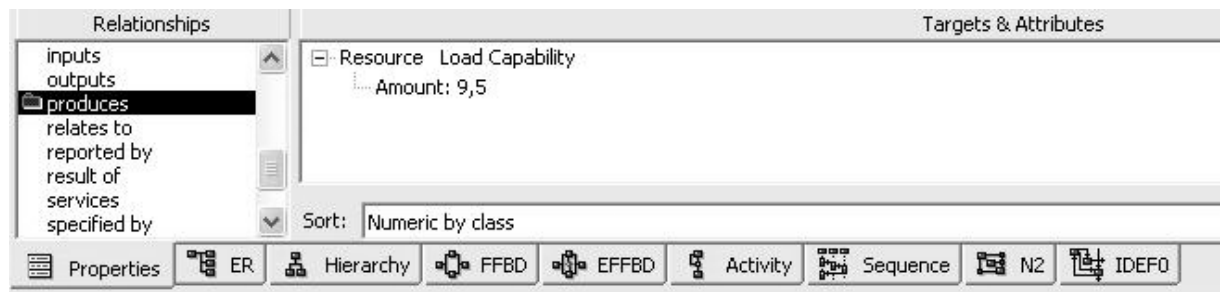 Relationships
Targets & Attributes
inputs
outputs
produces
relates to
reported by
result of
services
specified by
Resource Load Capability
Amount: 9,5
Sort: Numeric by class
Properties ER Hierarchy FFBD EFFBD Activity Sequence N2 IDEF0